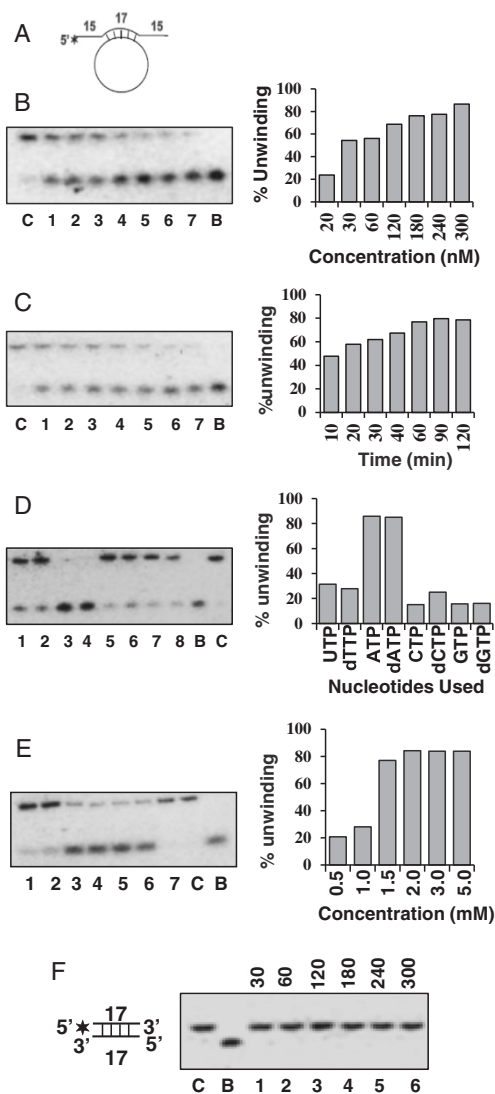 A
15 17 15
5'*
B
C 1 2 3 4 5 6 7 B
% Unwinding
100
80
60
40
20
0
20 30 60 120 180 240 300
Concentration (nM)
C
C 1 2 3 4 5 6 7 B
%unwinding
100
80
60
40
20
0
10 20 30 40 60 90 120
Time (min)
D
1 2 3 4 5 6 7 8 B C
% unwinding
100
80
60
40
20
0
UTP dTTP ATP dATP CTP dCTP GTP dGTP
Nucleotides Used
E
1 2 3 4 5 6 7 C B
% unwinding
100
80
60
40
20
0
0.5 1.0 1.5 2.0 3.0 5.0
Concentration (mM)
F
30 60 120 180 240 300
17
5' ★ 3'
3' 5'
17
C B 1 2 3 4 5 6